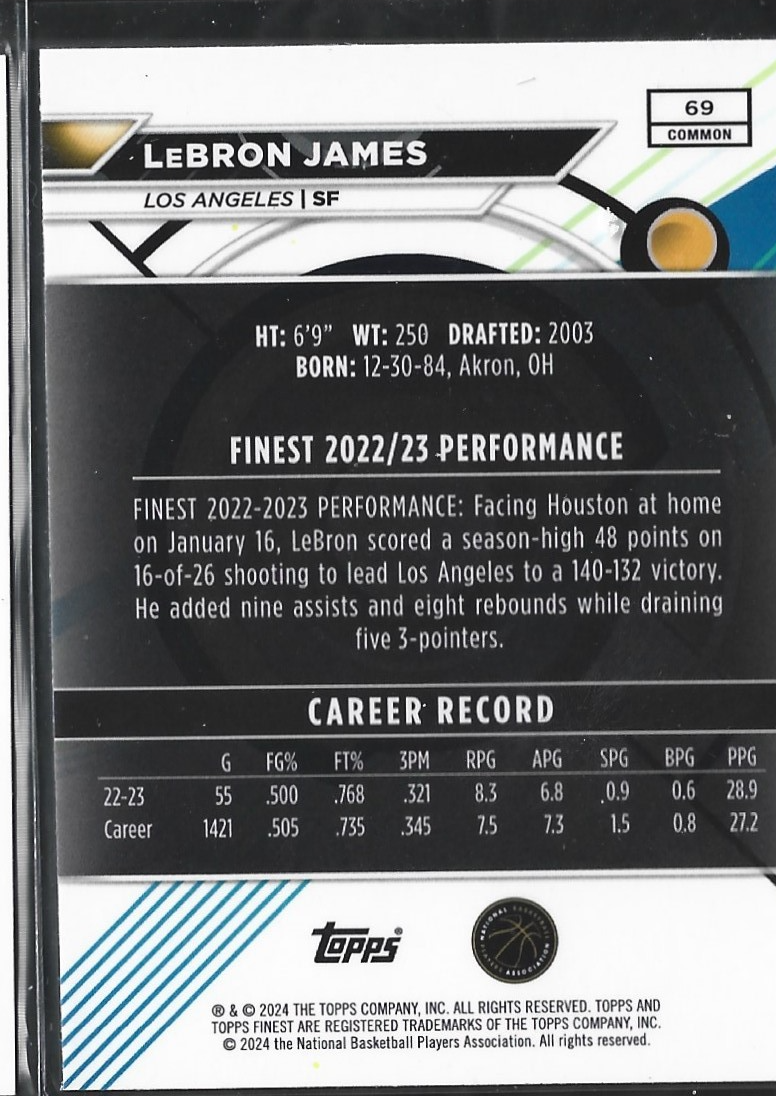 69
COMMON
LEBRON JAMES
LOS ANGELES | SF
HT: 6'9" WT: 250 DRAFTED: 2003
BORN: 12-30-84, Akron, OH
FINEST 2022/23 PERFORMANCE
FINEST 2022-2023 PERFORMANCE: Facing Houston at home
on January 16, LeBron scored a season-high 48 points on
16-of-26 shooting to lead Los Angeles to a 140-132 victory.
He added nine assists and eight rebounds while draining
five 3-pointers.
CAREER RECORD
G FG% FT% 3PM RPG APG SPG BPG PPG
22-23 55 .500 .768 .321 8.3 6.8 0.9 0.6 28.9
Career 1421 .505 .735 .345 7.5 7.3 1.5 0.8 27.2
topps®
NATIONAL BASKETBALL
PLAYERS ASSOCIATION
® & © 2024 THE TOPPS COMPANY, INC. ALL RIGHTS RESERVED. TOPPS AND
TOPPS FINEST ARE REGISTERED TRADEMARKS OF THE TOPPS COMPANY, INC.
© 2024 the National Basketball Players Association. All rights reserved.